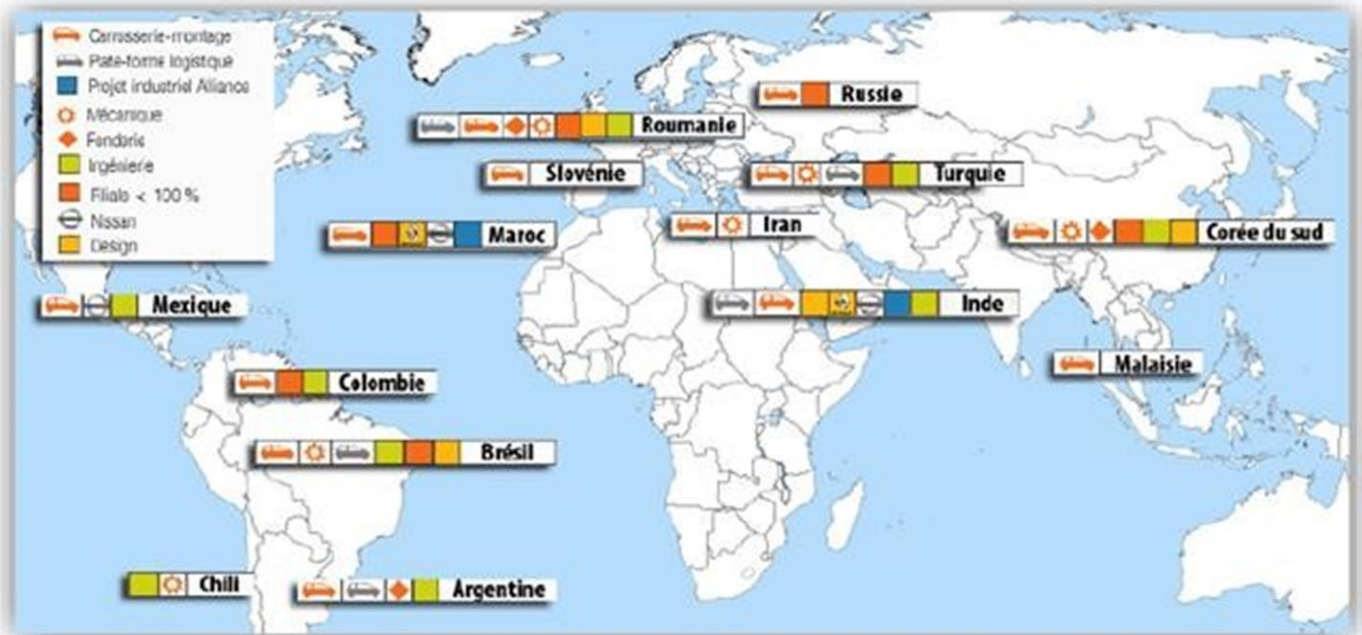 Carrosserie-montage
Plate-forme logistique
Projet industriel Alliance
Mécanique
Fonderie
Ingénierie
Filiale < 100 %
Nissan
Design
Russie
Roumanie
Slovénie
Turquie
Iran
Maroc
Corée du sud
Mexique
Inde
Malaisie
Colombie
Brésil
Chili
Argentine